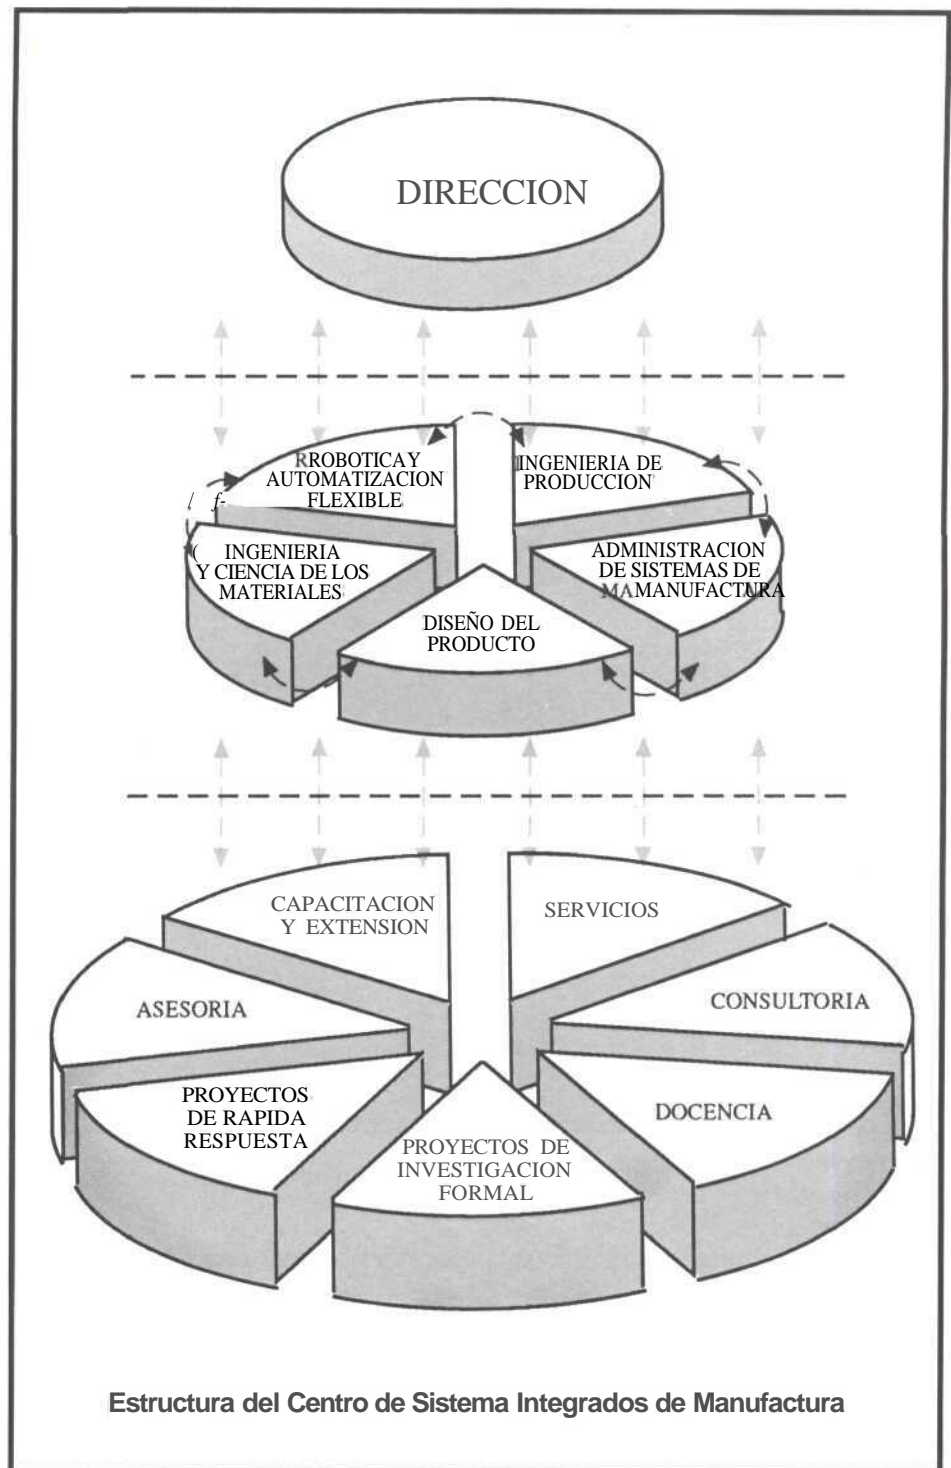 DIRECCION
ROBOTICA Y
AUTOMATIZACION
FLEXIBLE
INGENIERIA DE
PRODUCCION
INGENIERIA
Y CIENCIA DE LOS
MATERIALES
ADMINISTRACION
DE SISTEMAS DE
MANUFACTURA
DISEÑO DEL
PRODUCTO
CAPACITACION
Y EXTENSION
SERVICIOS
ASESORIA
CONSULTORIA
PROYECTOS
DE RAPIDA
RESPUESTA
DOCENCIA
PROYECTOS DE
INVESTIGACION
FORMAL
Estructura del Centro de Sistema Integrados de Manufactura